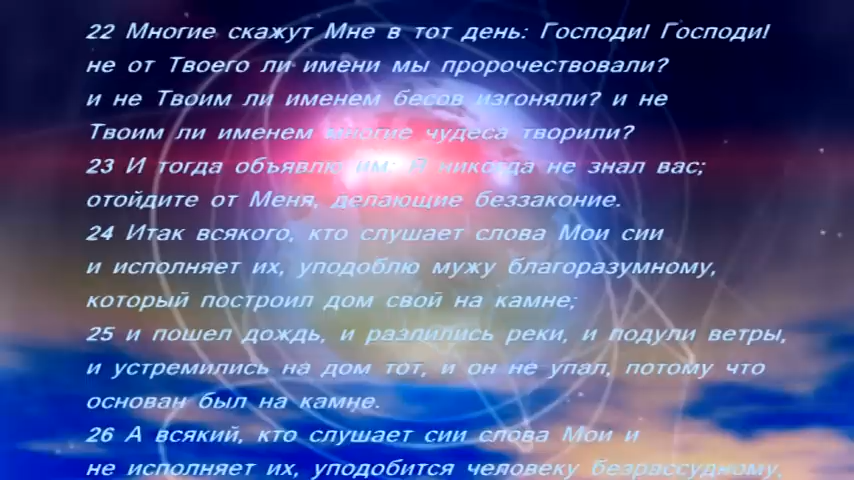 22 Многие скажут Мне в тот день: Господи! Господи!
не от Твоего ли имени мы пророчествовали?
и не Твоим ли именем бесов изгоняли? и не
Твоим ли именем многие чудеса творили?
23 И тогда объявлю им: Я никогда не знал вас;
отойдите от Меня, делающие беззаконие.
24 Итак всякого, кто слушает слова Мои сии
и исполняет их, уподоблю мужу благоразумному,
который построил дом свой на камне;
25 и пошел дождь, и разлились реки, и подули ветры,
и устремились на дом тот, и он не упал, потому что
основан был на камне.
26 А всякий, кто слушает сии слова Мои и
не исполняет их, уподобится человеку безрассудному,